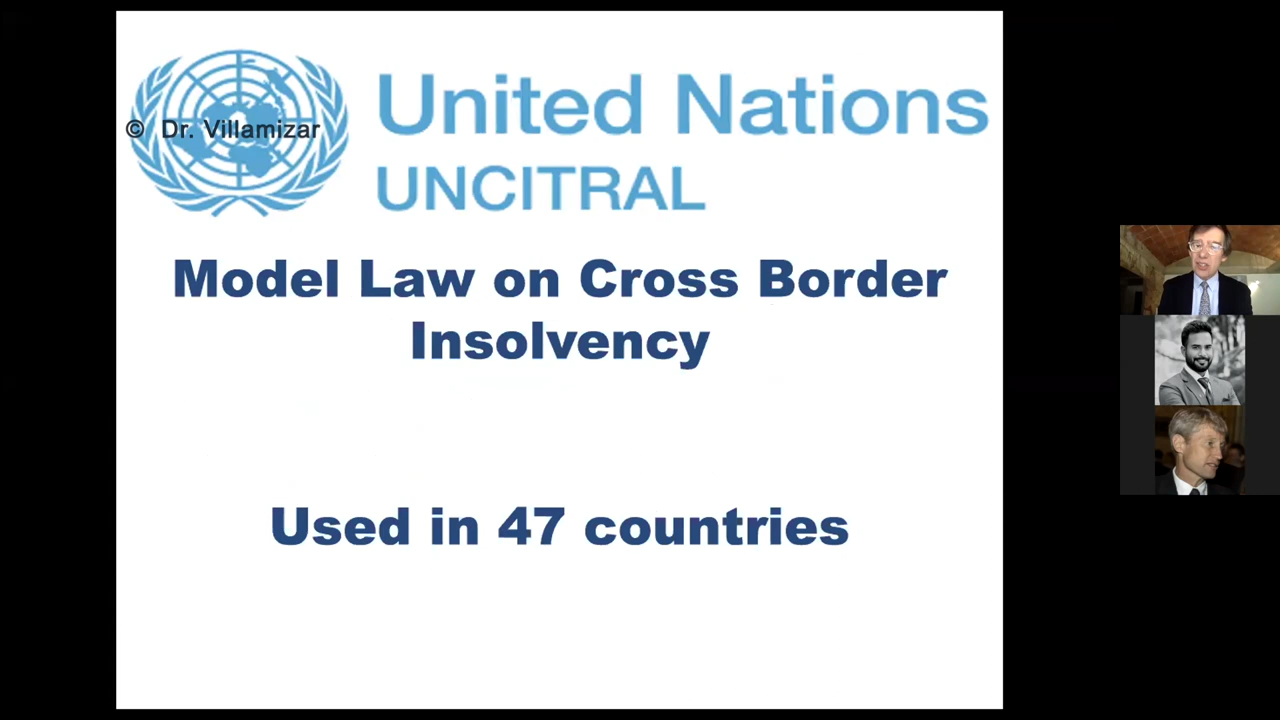 United Nations
© Dr. Villamizar
UNCITRAL
Model Law on Cross Border
Insolvency
Used in 47 countries